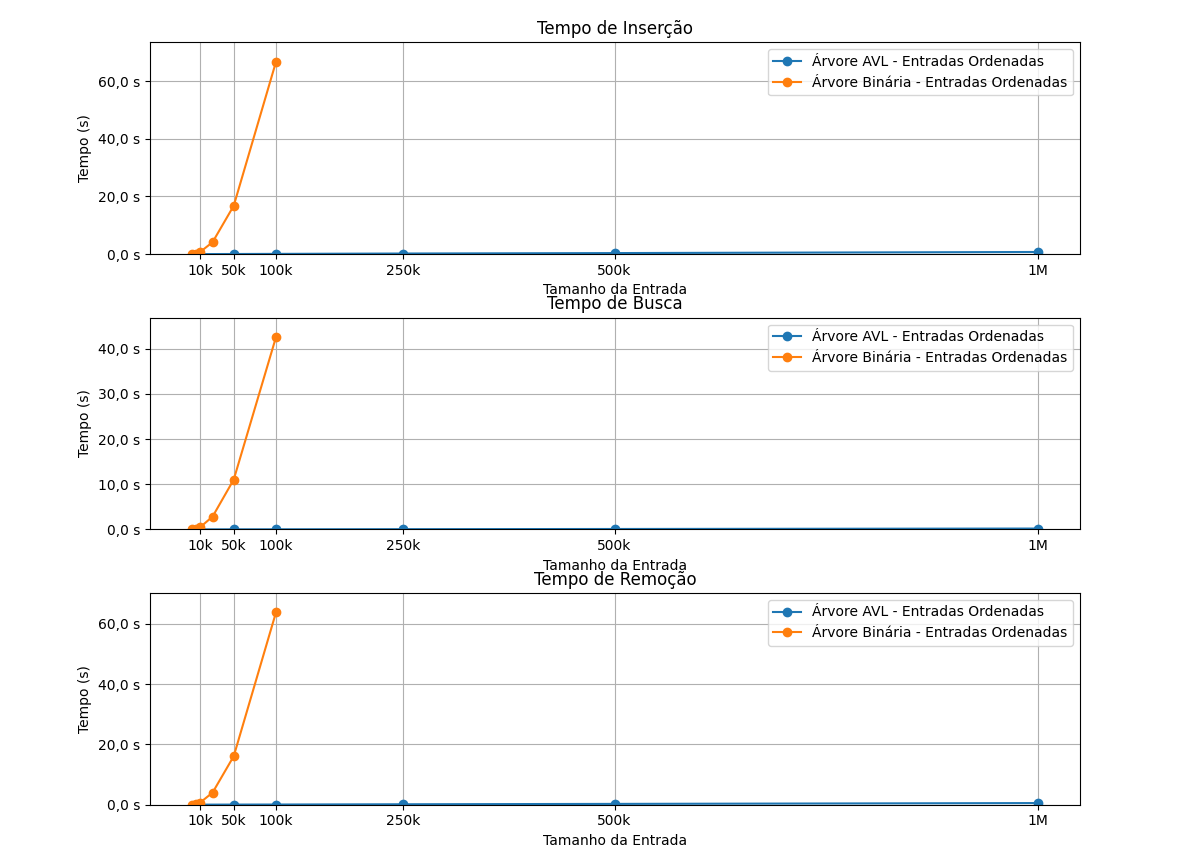 Tempo de Inserção
Tempo (s)
60,0 s
40,0 s
20,0 s
0,0 s
Árvore AVL - Entradas Ordenadas
Árvore Binária - Entradas Ordenadas
10k 50k 100k 250k 500k 1M
Tamanho da Entrada
Tempo de Busca
Tempo (s)
40,0 s
30,0 s
20,0 s
10,0 s
0,0 s
Árvore AVL - Entradas Ordenadas
Árvore Binária - Entradas Ordenadas
10k 50k 100k 250k 500k 1M
Tamanho da Entrada
Tempo de Remoção
Tempo (s)
60,0 s
40,0 s
20,0 s
0,0 s
Árvore AVL - Entradas Ordenadas
Árvore Binária - Entradas Ordenadas
10k 50k 100k 250k 500k 1M
Tamanho da Entrada